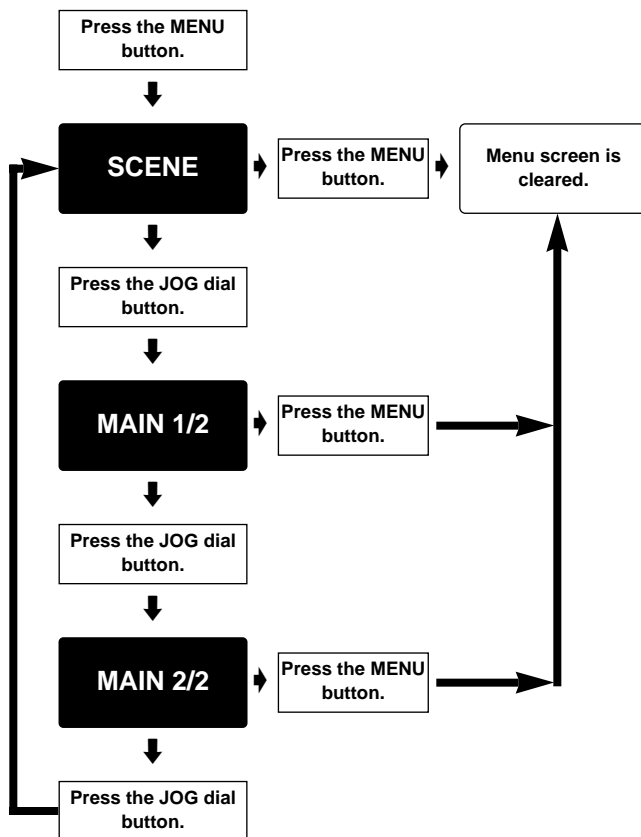 Press the MENU
button.
SCENE
Press the MENU
button.
Menu screen is
cleared.
Press the JOG dial
button.
MAIN 1/2
Press the MENU
button.
Press the JOG dial
button.
MAIN 2/2
Press the MENU
button.
Press the JOG dial
button.